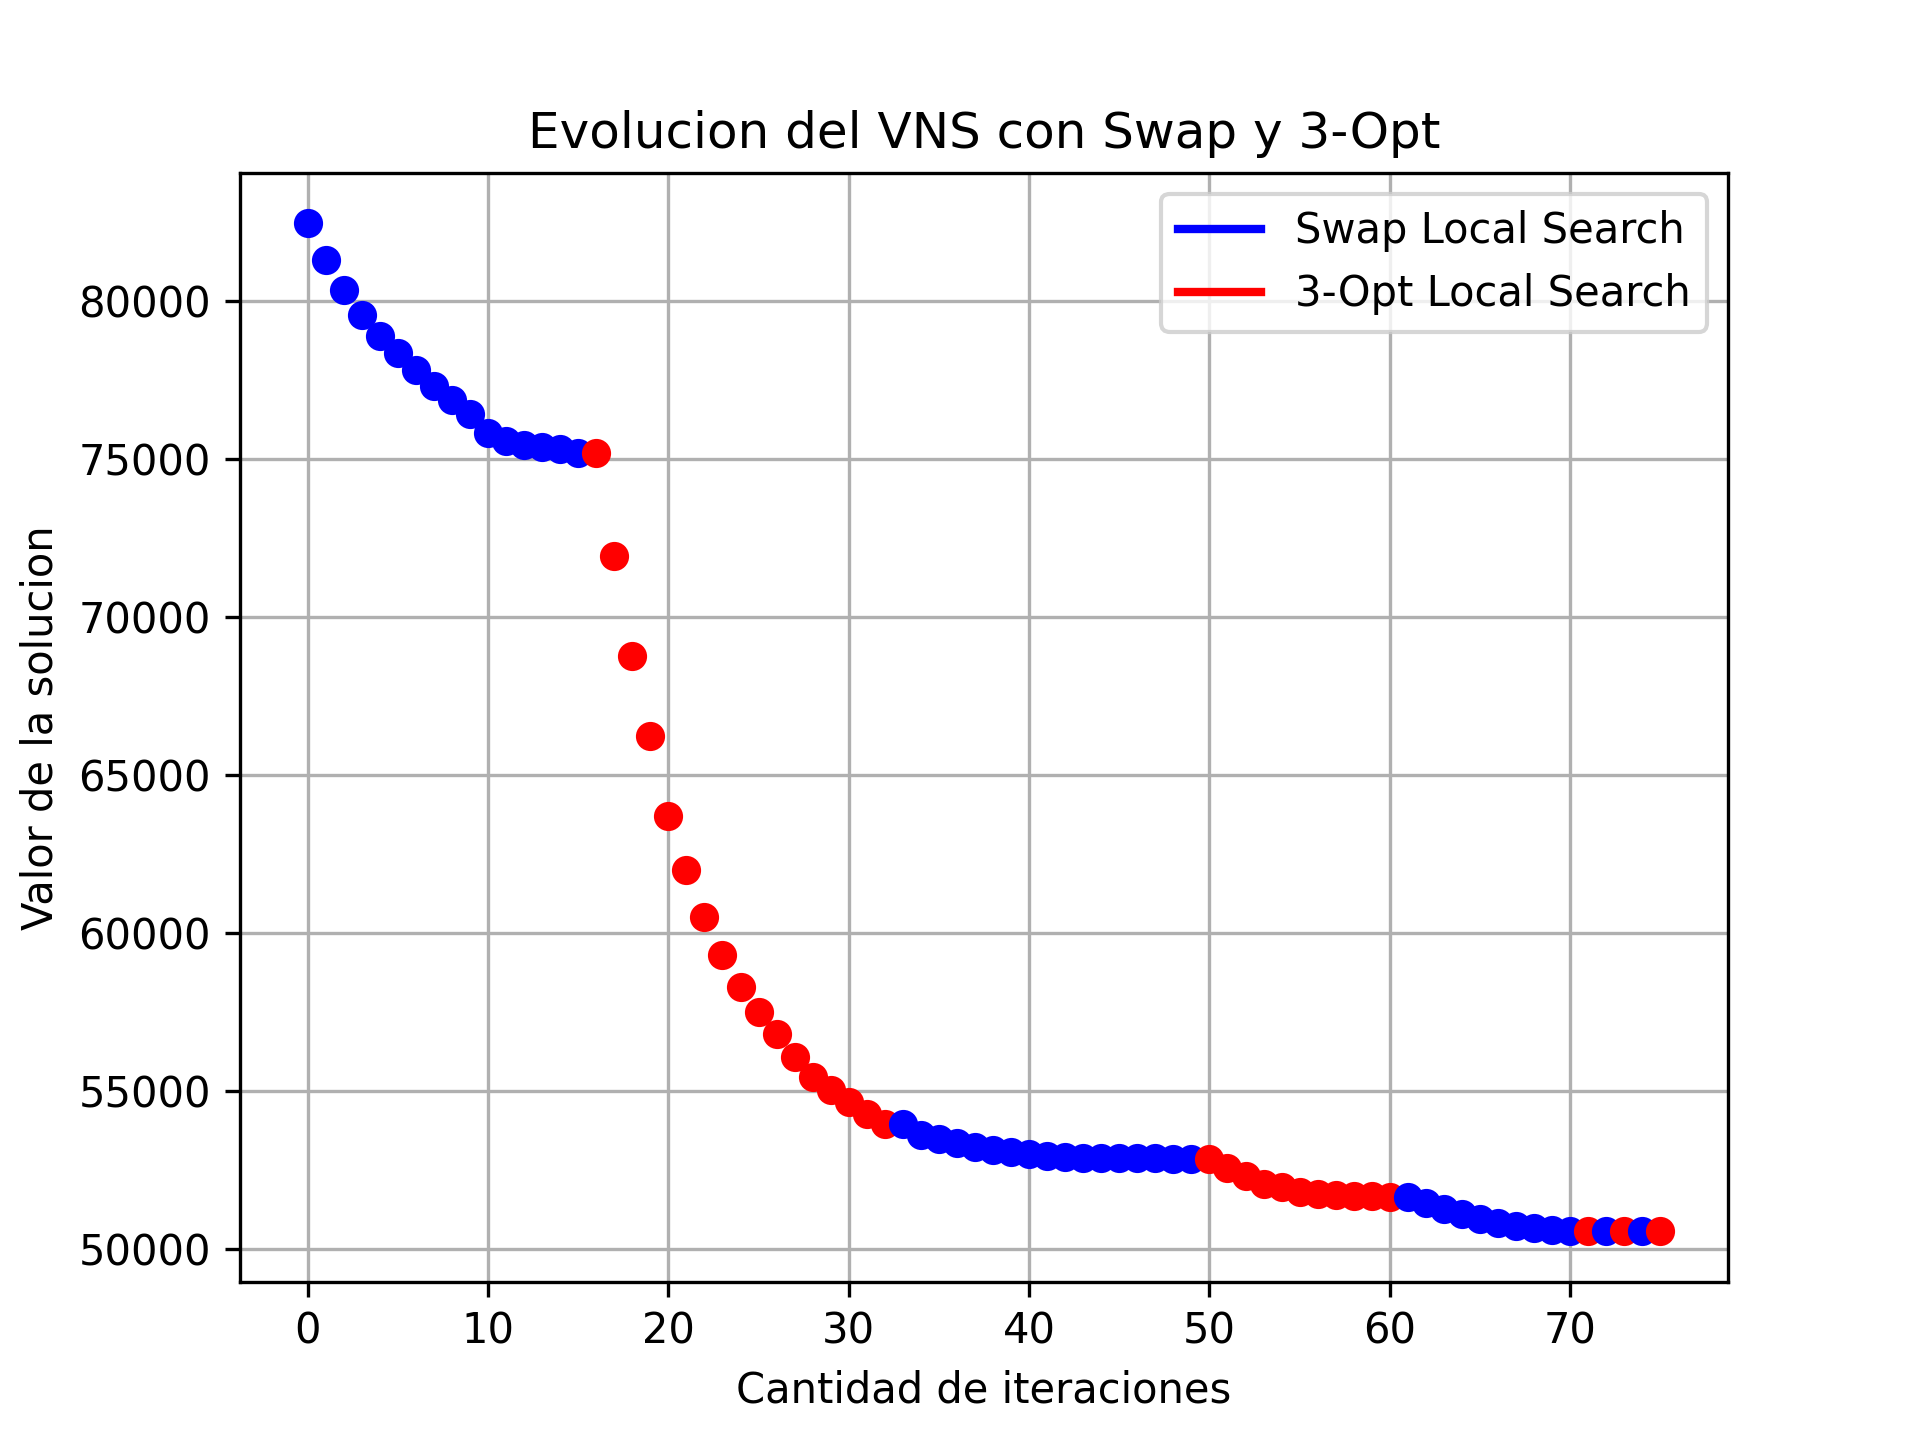 Evolucion del VNS con Swap y 3-Opt
Swap Local Search
3-Opt Local Search
Valor de la solucion
80000
75000
70000
65000
60000
55000
50000
0 10 20 30 40 50 60 70
Cantidad de iteraciones